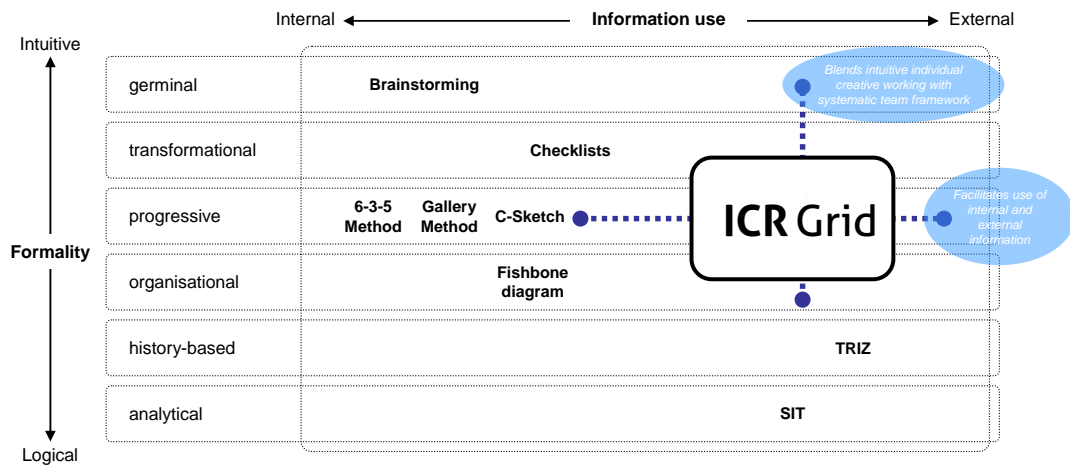 Internal Information use External
Intuitive
germinal
Brainstorming
Blends intuitive individual
creative working with
systematic team framework
transformational
Checklists
progressive
6-3-5
Method
Gallery
Method
C-Sketch
ICR Grid
Facilitates use of
internal and
external
information
Formality
organisational
Fishbone
diagram
history-based
TRIZ
analytical
SIT
Logical